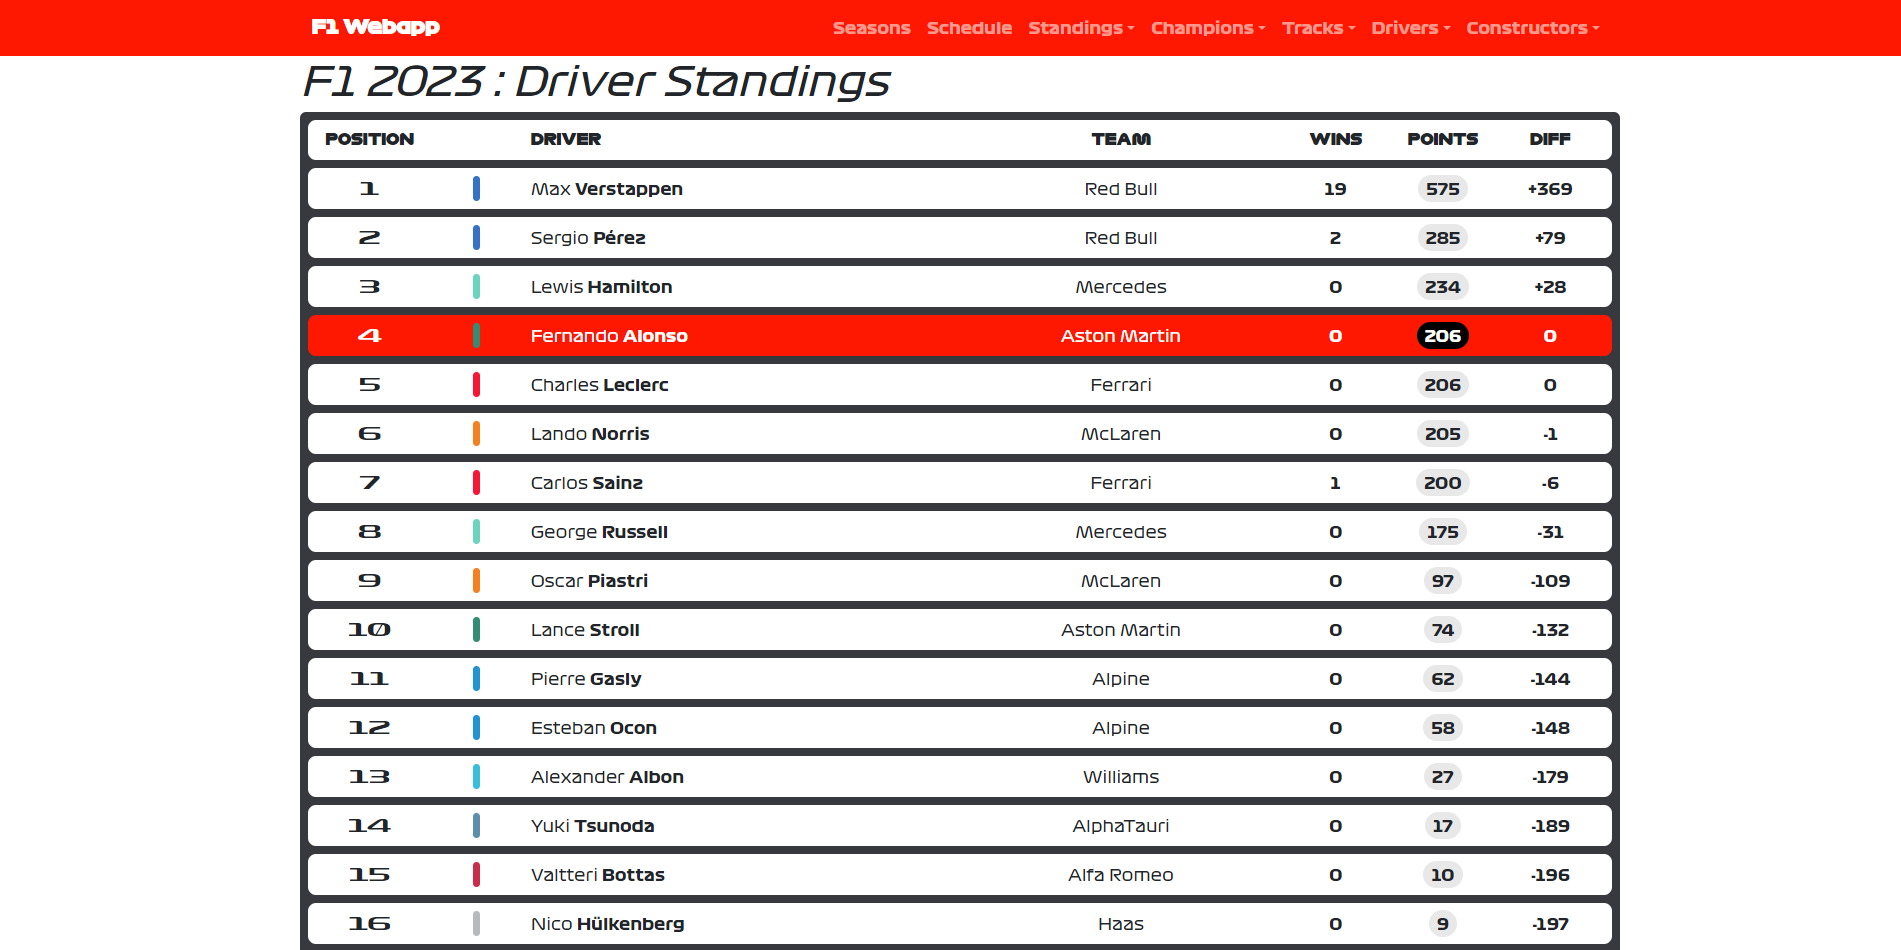 F1 Webapp Seasons Schedule Standings Champions Tracks Drivers Constructors
F1 2023 : Driver Standings
POSITION DRIVER TEAM WINS POINTS DIFF
1 Max Verstappen Red Bull 19 575 +369
2 Sergio Pérez Red Bull 2 285 +79
3 Lewis Hamilton Mercedes 0 234 +28
4 Fernando Alonso Aston Martin 0 206 0
5 Charles Leclerc Ferrari 0 206 0
6 Lando Norris McLaren 0 205 -1
7 Carlos Sainz Ferrari 1 200 -6
8 George Russell Mercedes 0 175 -31
9 Oscar Piastri McLaren 0 97 -109
10 Lance Stroll Aston Martin 0 74 -132
11 Pierre Gasly Alpine 0 62 -144
12 Esteban Ocon Alpine 0 58 -148
13 Alexander Albon Williams 0 27 -179
14 Yuki Tsunoda AlphaTauri 0 17 -189
15 Valtteri Bottas Alfa Romeo 0 10 -196
16 Nico Hülkenberg Haas 0 9 -197